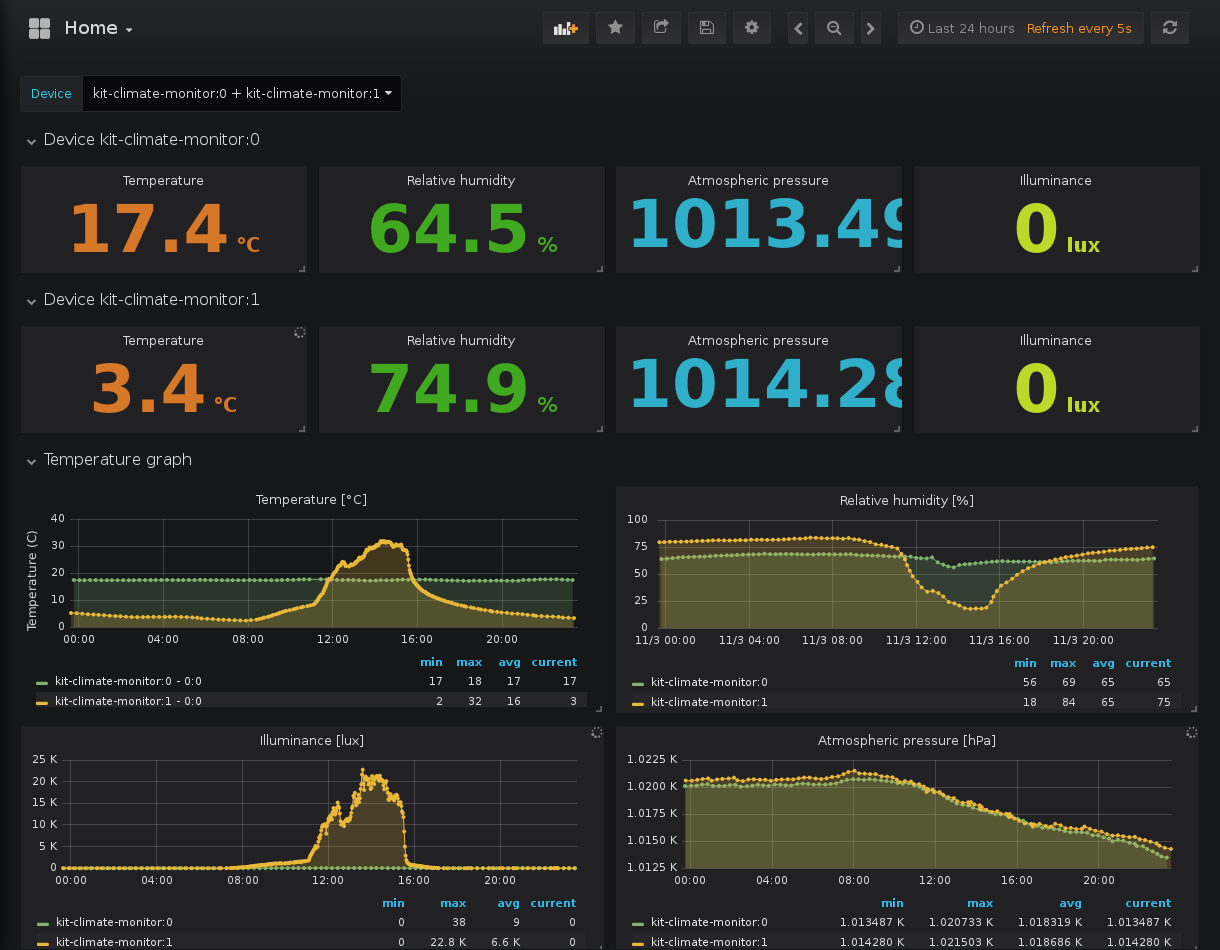 Home
Last 24 hours Refresh every 5s
Device kit-climate-monitor:0 + kit-climate-monitor:1
Device kit-climate-monitor:0
Temperature Relative humidity Atmospheric pressure Illuminance
17.4 °C 64.5 % 1013.49 0 lux
Device kit-climate-monitor:1
Temperature Relative humidity Atmospheric pressure Illuminance
3.4 °C 74.9 % 1014.28 0 lux
Temperature graph
Temperature [°C]
Temperature (C)
40
30
20
10
0
00:00 04:00 08:00 12:00 16:00 20:00
min max avg current
kit-climate-monitor:0 - 0:0 17 18 17 17
kit-climate-monitor:1 - 0:0 2 32 16 3
Relative humidity [%]
100
75
50
25
0
11/3 00:00 11/3 04:00 11/3 08:00 11/3 12:00 11/3 16:00 11/3 20:00
min max avg current
kit-climate-monitor:0 56 69 65 65
kit-climate-monitor:1 18 84 65 75
Illuminance [lux]
25 K
20 K
15 K
10 K
5 K
0
00:00 04:00 08:00 12:00 16:00 20:00
min max avg current
kit-climate-monitor:0 0 38 9 0
kit-climate-monitor:1 0 22.8 K 6.6 K 0
Atmospheric pressure [hPa]
1.0225 K
1.0200 K
1.0175 K
1.0150 K
1.0125 K
00:00 04:00 08:00 12:00 16:00 20:00
min max avg current
kit-climate-monitor:0 1.013487 K 1.020733 K 1.018319 K 1.013487 K
kit-climate-monitor:1 1.014280 K 1.021503 K 1.018686 K 1.014280 K